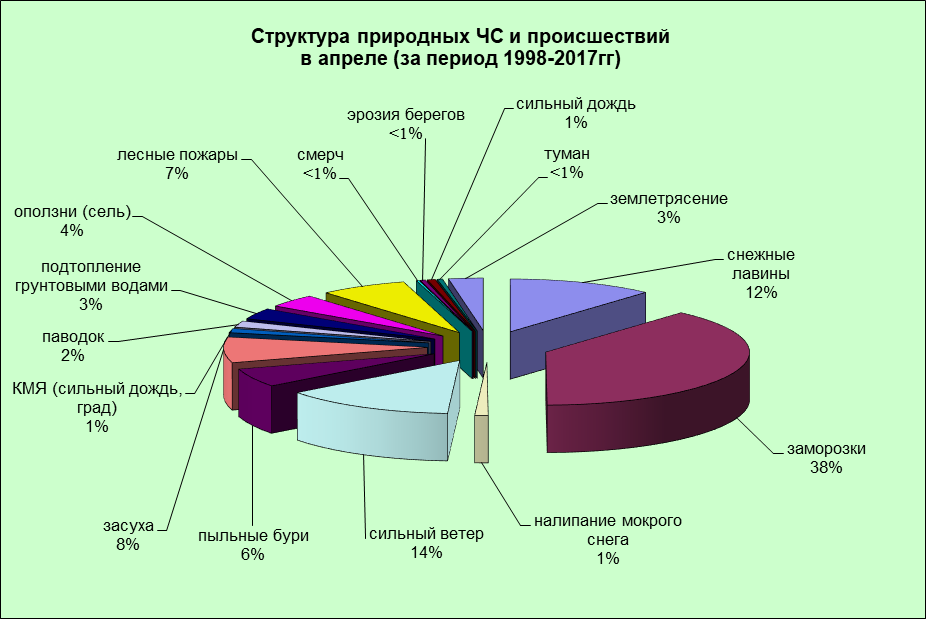 Структура природных ЧС и происшествий
в апреле (за период 1998-2017гг)
эрозия берегов
<1%
сильный дождь
1%
лесные пожары
7%
смерч
<1%
туман
<1%
оползни (сель)
4%
землетрясение
3%
снежные
лавины
12%
подтопление
грунтовыми водами
3%
паводок
2%
КМЯ (сильный дождь,
град)
1%
заморозки
38%
засуха
8%
пыльные бури
6%
сильный ветер
14%
налипание мокрого
снега
1%